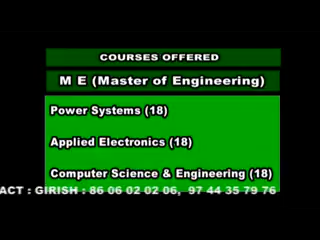 COURSES OFFERED
M E (Master of Engineering)
Power Systems (18)
Applied Electronics (18)
Computer Science & Engineering (18)
ACT : GIRISH : 86 06 02 02 06, 97 44 35 79 76